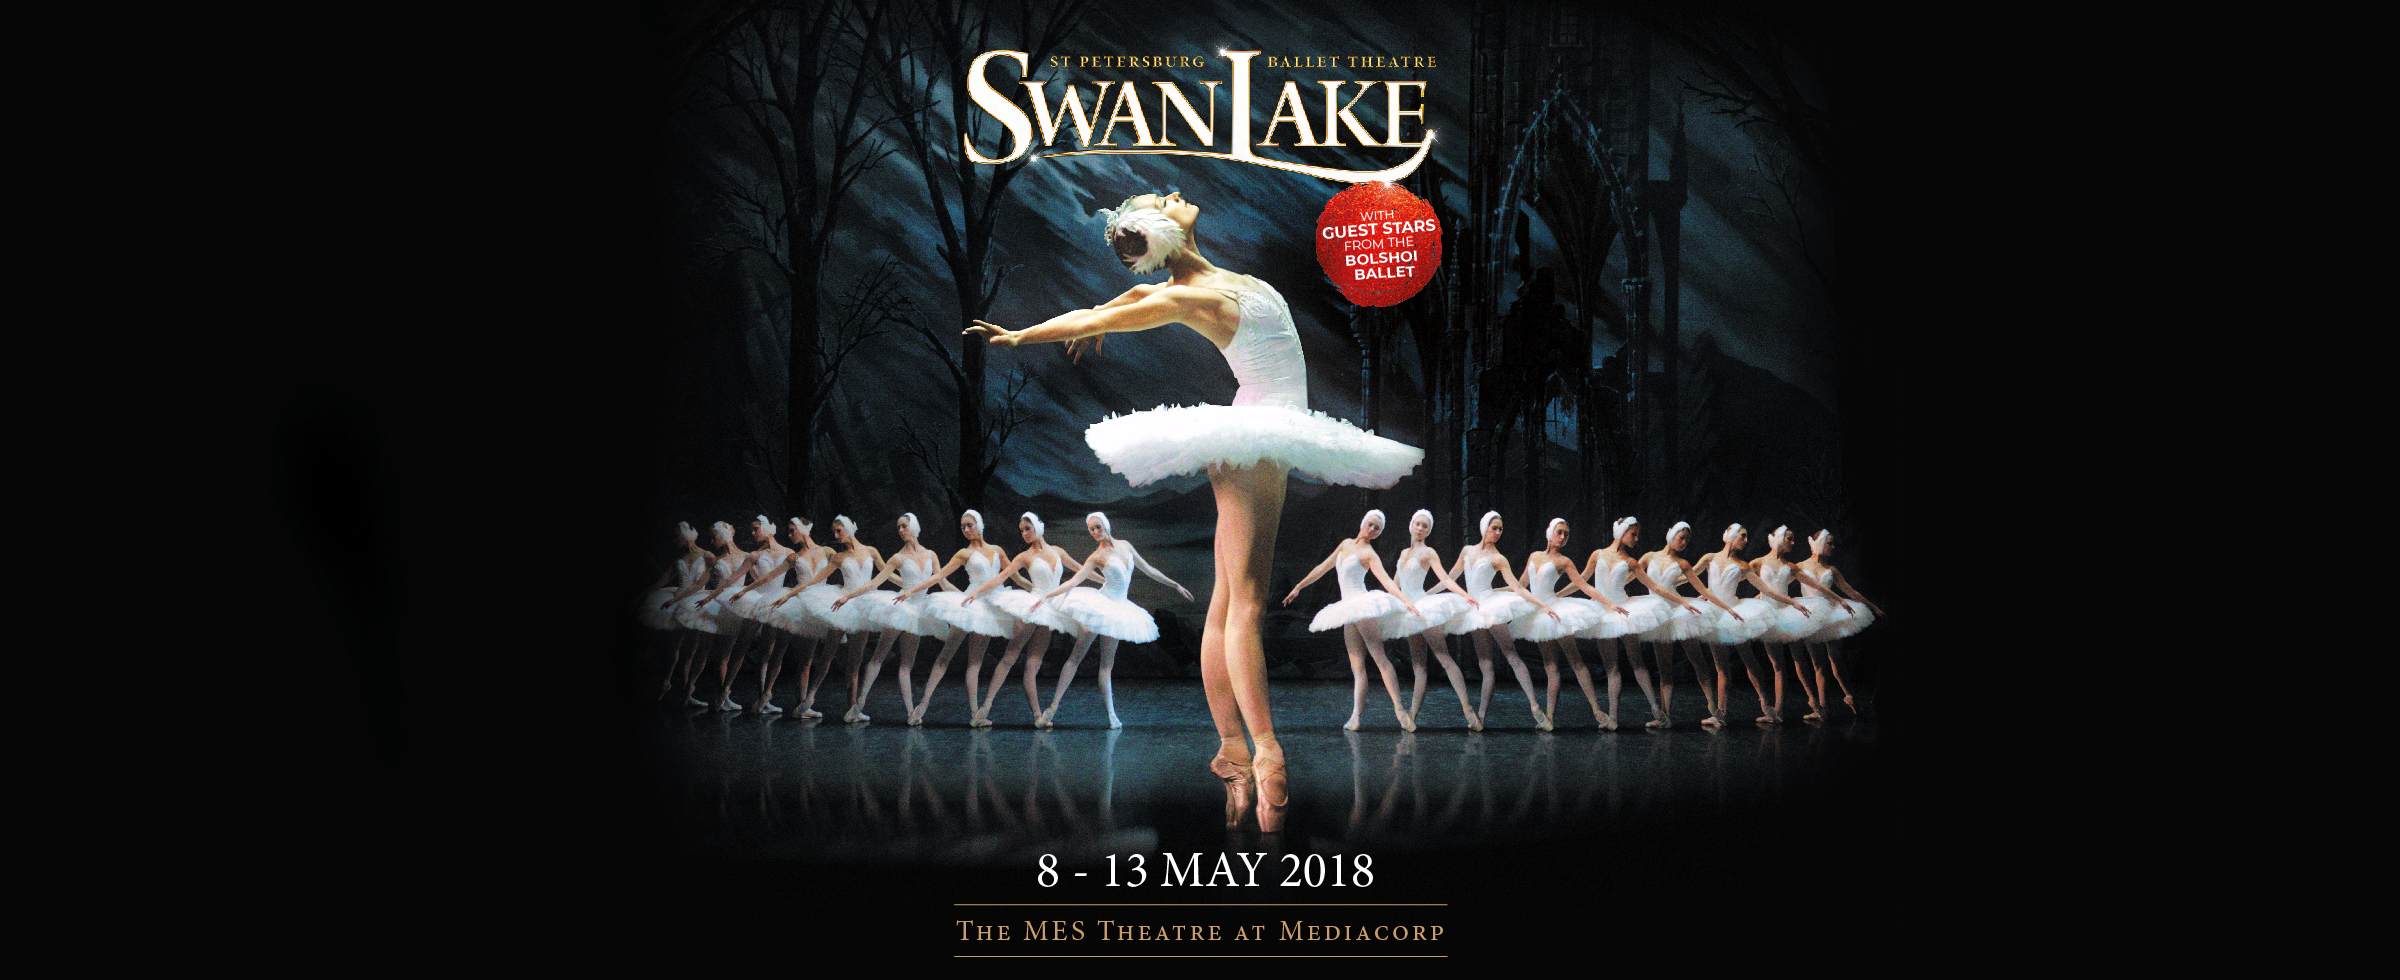 ST PETERSBURG BALLET THEATRE
SWAN LAKE
WITH
GUEST STARS
FROM THE
BOLSHOI
BALLET
8 - 13 MAY 2018
THE MES THEATRE AT MEDIACORP